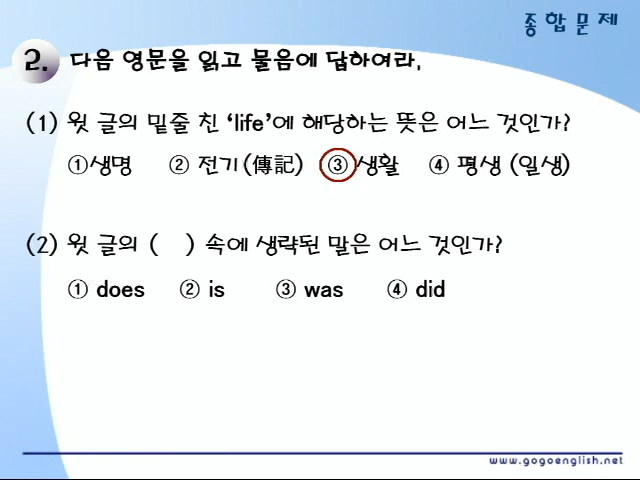 종합문제
2. 다음 영문을 읽고 물음에 답하여라.
(1) 윗 글의 밑줄 친 ‘life’에 해당하는 뜻은 어느 것인가?
①생명 ② 전기(傳記) ③ 생활 ④ 평생 (일생)
(2) 윗 글의 ( ) 속에 생략된 말은 어느 것인가?
① does ② is ③ was ④ did
www.gogoenglish.net